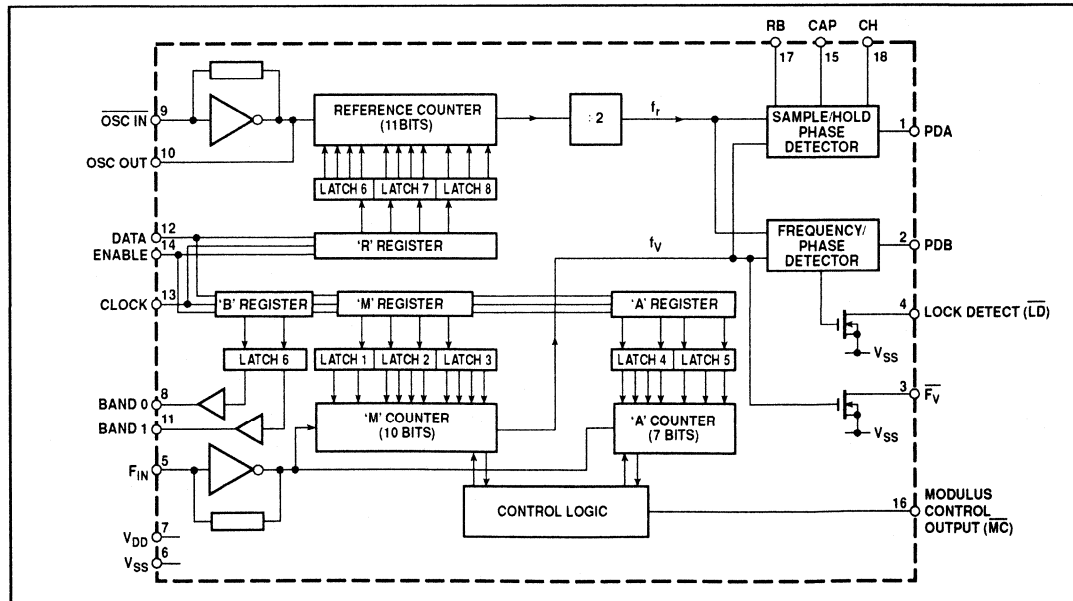 RB CAP CH
17 15 18
OSC IN 9
REFERENCE COUNTER
(11BITS)
÷ 2
fr
SAMPLE/HOLD
PHASE
DETECTOR
1 PDA
OSC OUT 10
LATCH 6 LATCH 7 LATCH 8
DATA 12
ENABLE 14
'R' REGISTER
fV
FREQUENCY/
PHASE
DETECTOR
2 PDB
CLOCK 13
'B' REGISTER 'M' REGISTER 'A' REGISTER
4 LOCK DETECT (LD)
VSS
LATCH 6 LATCH 1 LATCH 2 LATCH 3 LATCH 4 LATCH 5
BAND 0 8
BAND 1 11
'M' COUNTER
(10 BITS)
'A' COUNTER
(7 BITS)
3 FV
VSS
FIN 5
CONTROL LOGIC
16 MODULUS
CONTROL
OUTPUT (MC)
VDD 7
VSS 6